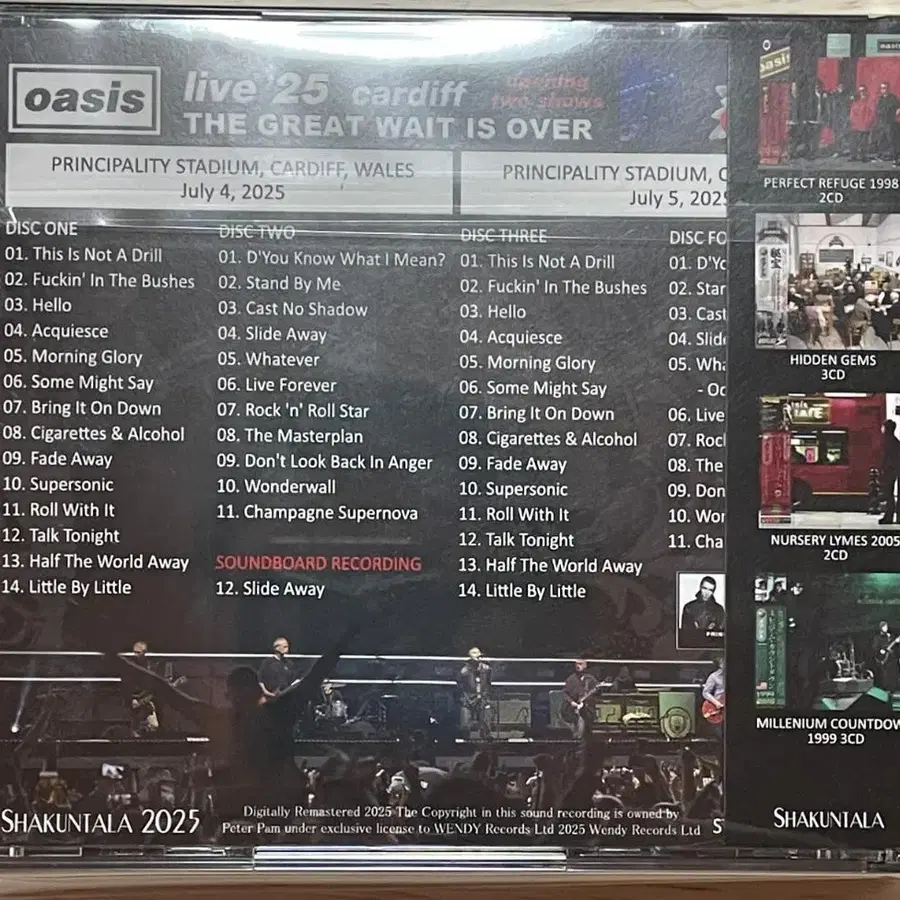 oasis
live '25 cardiff
opening
two shows
THE GREAT WAIT IS OVER
PRINCIPALITY STADIUM, CARDIFF, WALES
July 4, 2025
PRINCIPALITY STADIUM, C
July 5, 2025
DISC ONE
01. This Is Not A Drill
02. Fuckin' In The Bushes
03. Hello
04. Acquiesce
05. Morning Glory
06. Some Might Say
07. Bring It On Down
08. Cigarettes & Alcohol
09. Fade Away
10. Supersonic
11. Roll With It
12. Talk Tonight
13. Half The World Away
14. Little By Little
DISC TWO
01. D'You Know What I Mean?
02. Stand By Me
03. Cast No Shadow
04. Slide Away
05. Whatever
06. Live Forever
07. Rock 'n' Roll Star
08. The Masterplan
09. Don't Look Back In Anger
10. Wonderwall
11. Champagne Supernova
SOUNDBOARD RECORDING
12. Slide Away
DISC THREE
01. This Is Not A Drill
02. Fuckin' In The Bushes
03. Hello
04. Acquiesce
05. Morning Glory
06. Some Might Say
07. Bring It On Down
08. Cigarettes & Alcohol
09. Fade Away
10. Supersonic
11. Roll With It
12. Talk Tonight
13. Half The World Away
14. Little By Little
DISC FO
01. D'Yo
02. Star
03. Cast
04. Slid
05. Wha
- Oc
06. Live
07. Roc
08. The
09. Don
10. Wor
11. Cha
SHAKUNTALA 2025
Digitally Remastered 2025 The Copyright in this sound recording is owned by
Peter Pam under exclusive license to WENDY Records Ltd 2025 Wendy Records Ltd
PERFECT REFUGE 1998
2CD
HIDDEN GEMS
3CD
NURSERY LYMES 2005
2CD
MILLENIUM COUNTDOW
1999 3CD
SHAKUNTALA